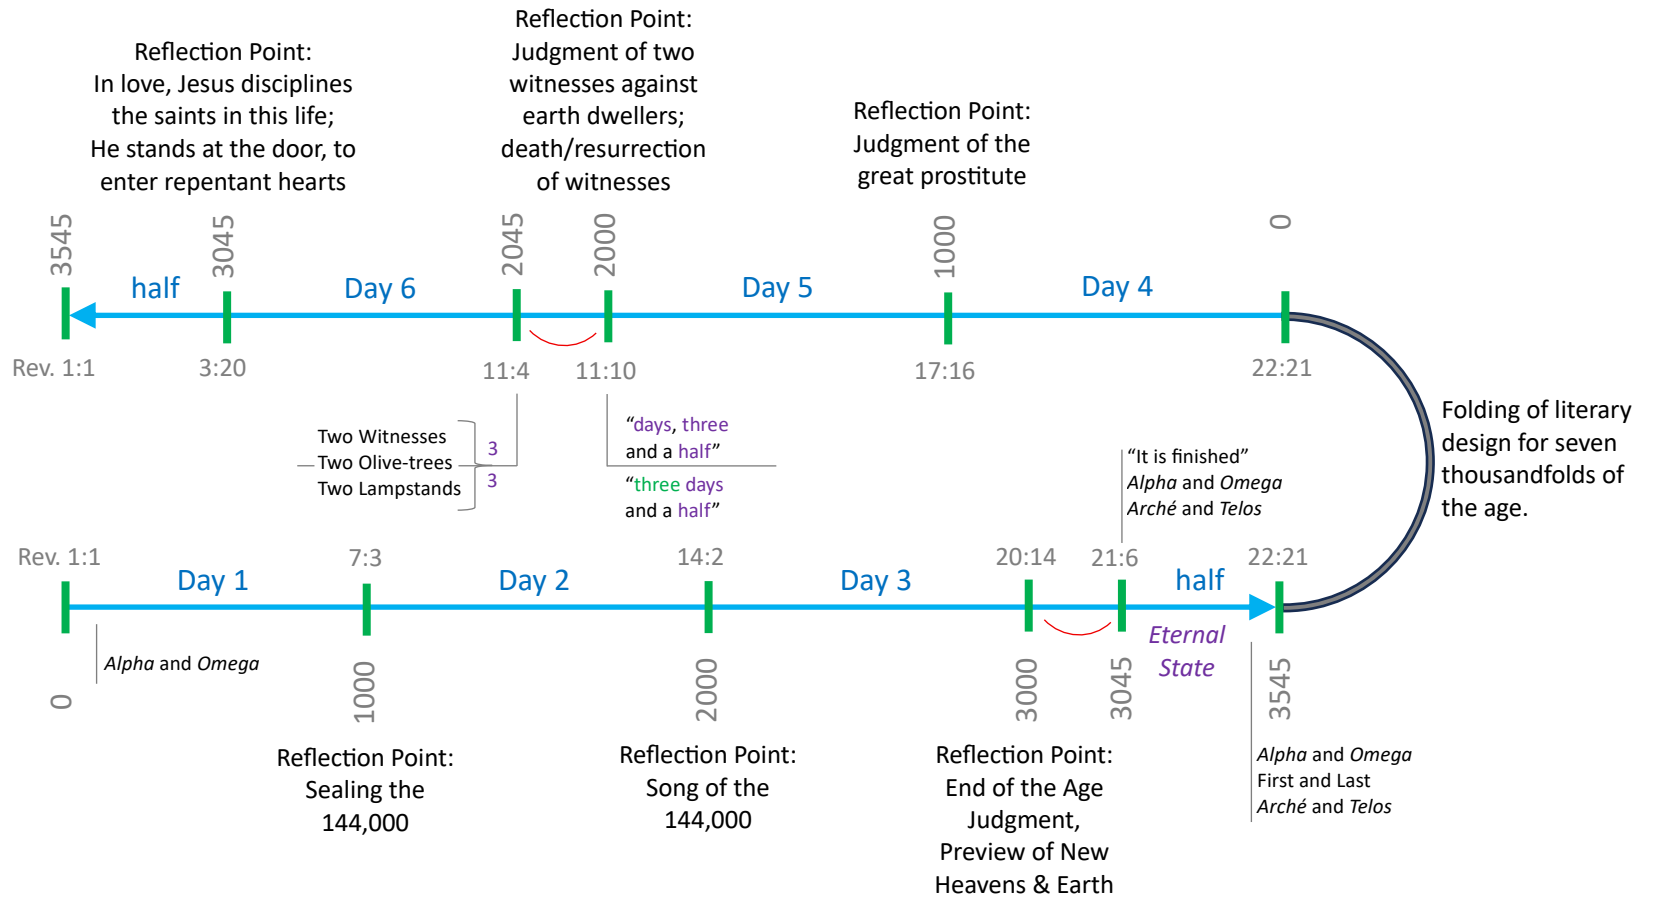 Reflection Point:
In love, Jesus disciplines
the saints in this life;
He stands at the door, to
enter repentant hearts
Reflection Point:
Judgment of two
witnesses against
earth dwellers;
death/resurrection
of witnesses
Reflection Point:
Judgment of the
great prostitute
3545
3045
2045
2000
1000
0
half
Day 6
Day 5
Day 4
Rev. 1:1
3:20
11:4
11:10
17:16
22:21
Two Witnesses
Two Olive-trees
Two Lampstands
3
3
“days, three
and a half”
“three days
and a half”
“It is finished”
Alpha and Omega
Arché and Telos
Folding of literary
design for seven
thousandfolds of
the age.
Rev. 1:1
7:3
14:2
20:14
21:6
22:21
Day 1
Day 2
Day 3
half
Eternal
State
Alpha and Omega
0
1000
2000
3000
3045
3545
Reflection Point:
Sealing the
144,000
Reflection Point:
Song of the
144,000
Reflection Point:
End of the Age
Judgment,
Preview of New
Heavens & Earth
Alpha and Omega
First and Last
Arché and Telos